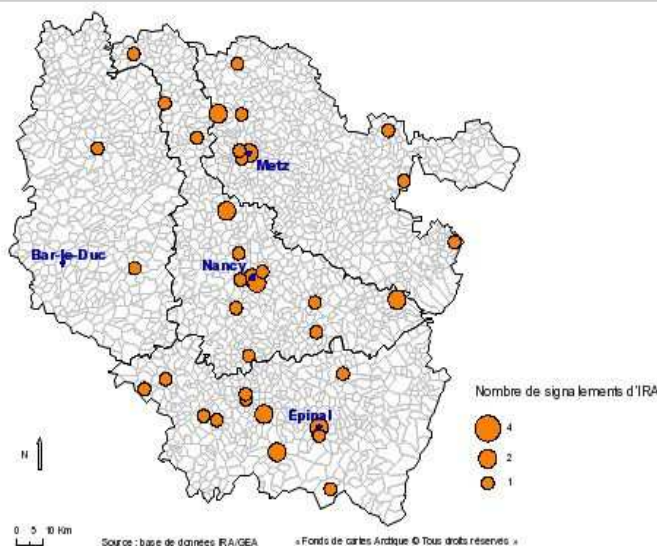 Metz
Bar-le-Duc
Nancy
Nombre de signalements d'IRA
Épinal
4
2
1
N
0 5 10 Km
Source : base de données IRA/GEA
« Fonds de cartes Arctique © Tous droits réservés »